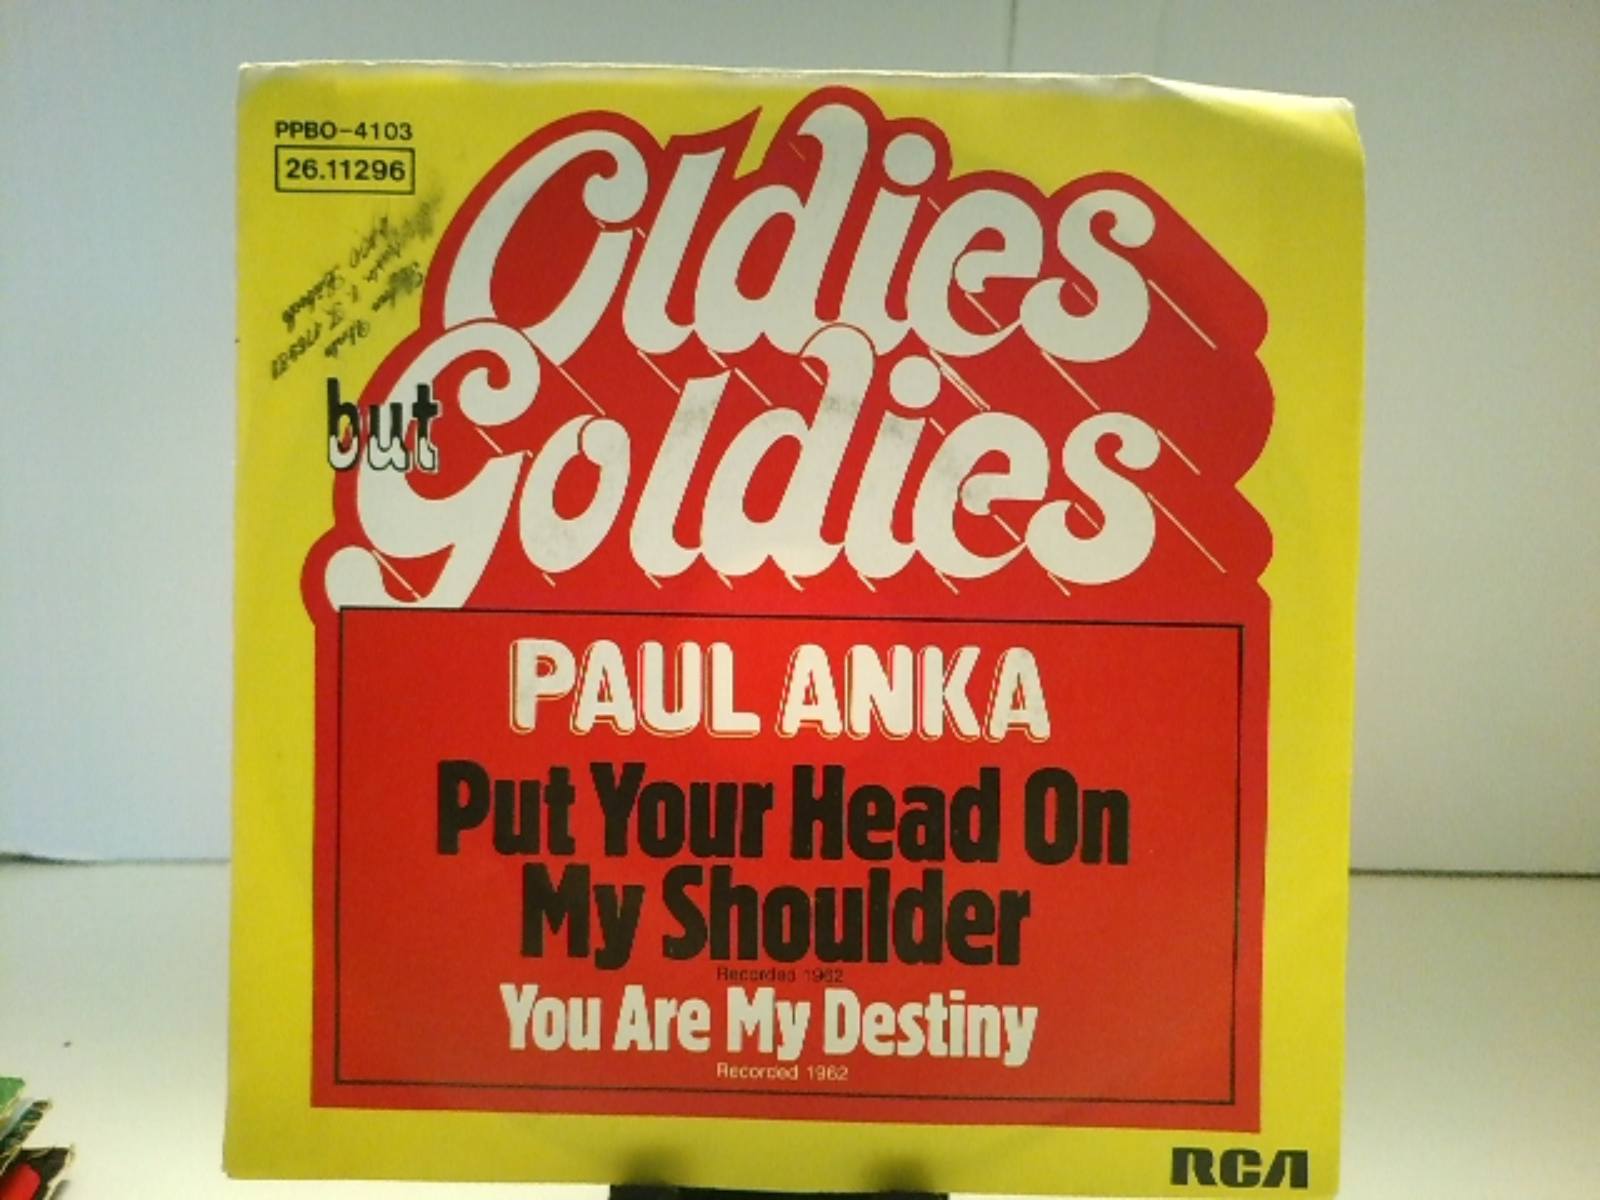 PPBO-4103
26.11296
Oldies
but Goldies
PAUL ANKA
Put Your Head On
My Shoulder
Recorded 1962
You Are My Destiny
Recorded 1962
RCA